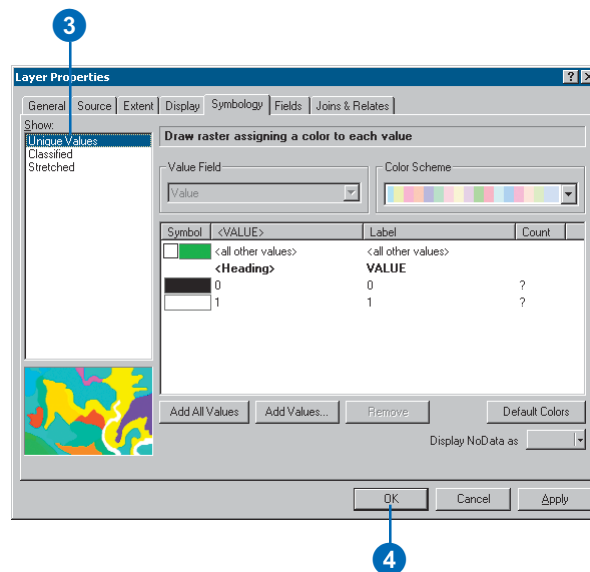 3
Layer Properties
General Source Extent Display Symbology Fields Joins & Relates
Show:
Unique Values
Classified
Stretched
Draw raster assigning a color to each value
Value Field
Value
Color Scheme
Symbol <VALUE> Label Count
<all other values> <all other values>
<Heading> VALUE
0 0 ?
1 1 ?
Add All Values Add Values... Remove Default Colors
Display NoData as
OK Cancel Apply
4